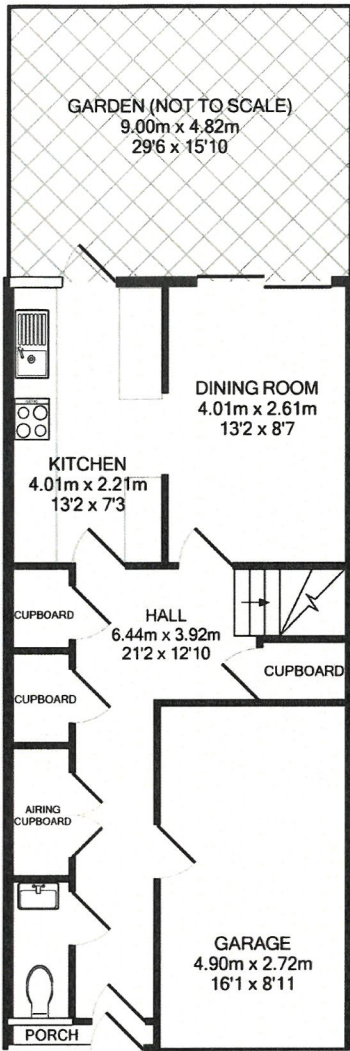 GARDEN (NOT TO SCALE)
9.00m x 4.82m
29'6 x 15'10
DINING ROOM
4.01m x 2.61m
13'2 x 8'7
KITCHEN
4.01m x 2.21m
13'2 x 7'3
CUPBOARD
HALL
6.44m x 3.92m
21'2 x 12'10
CUPBOARD
CUPBOARD
AIRING
CUPBOARD
GARAGE
4.90m x 2.72m
16'1 x 8'11
PORCH